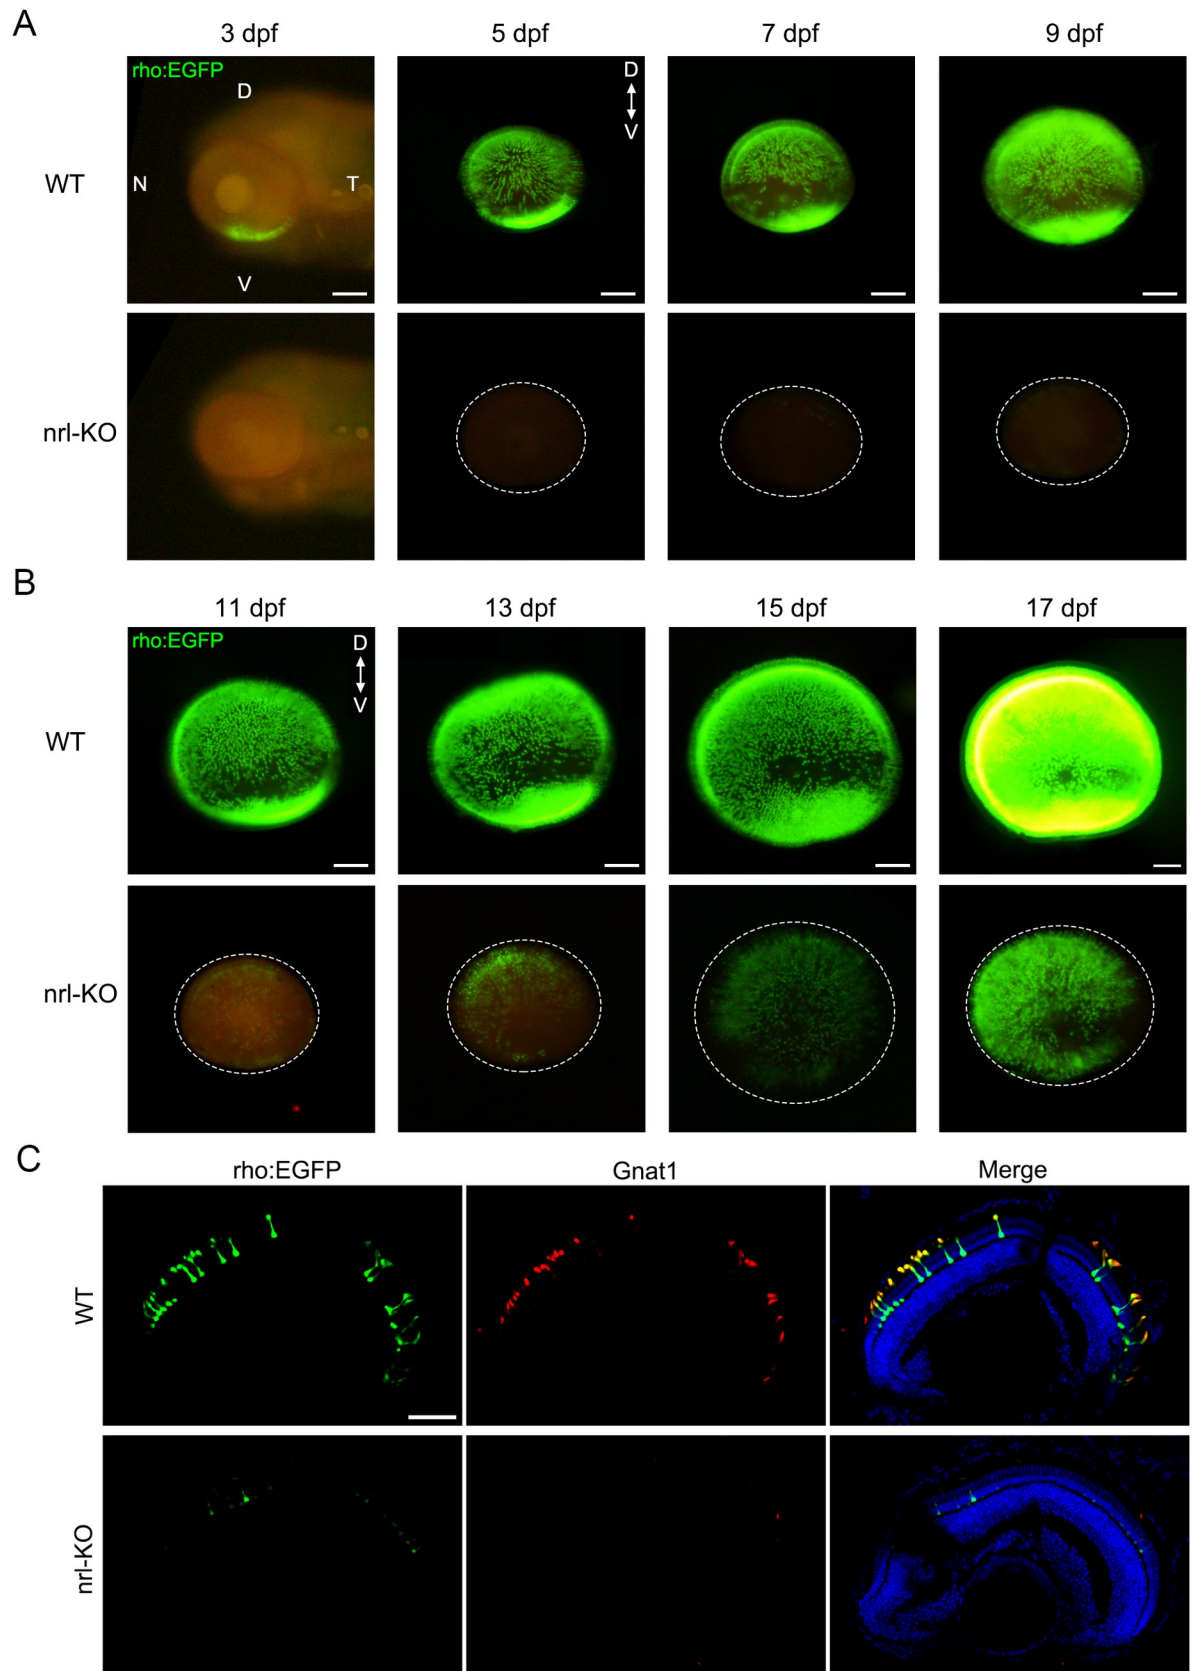 A
3 dpf
5 dpf
7 dpf
9 dpf
rho:EGFP
D
D
V
WT
N
T
V
nrl-KO
B
11 dpf
13 dpf
15 dpf
17 dpf
rho:EGFP
D
V
WT
nrl-KO
C
rho:EGFP
Gnat1
Merge
WT
nrl-KO